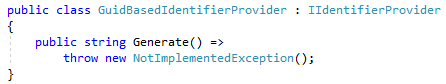 public class GuidBasedIdentifierProvider : IIdentifierProvider
{
    public string Generate() =>
        throw new NotImplementedException();
}